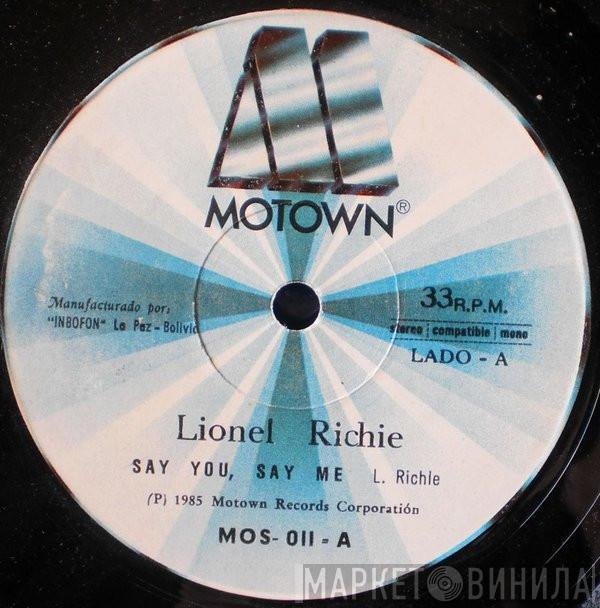 MOTOWN®
Manufacturado por:
"INBOFON" La Paz - Bolivia
33 R.P.M.
stereo compatible mono
LADO - A
Lionel Richie
SAY YOU, SAY ME L. Richie
(P) 1985 Motown Records Corporatión
MOS-011-A
МАРКЕТ ВИНИЛА